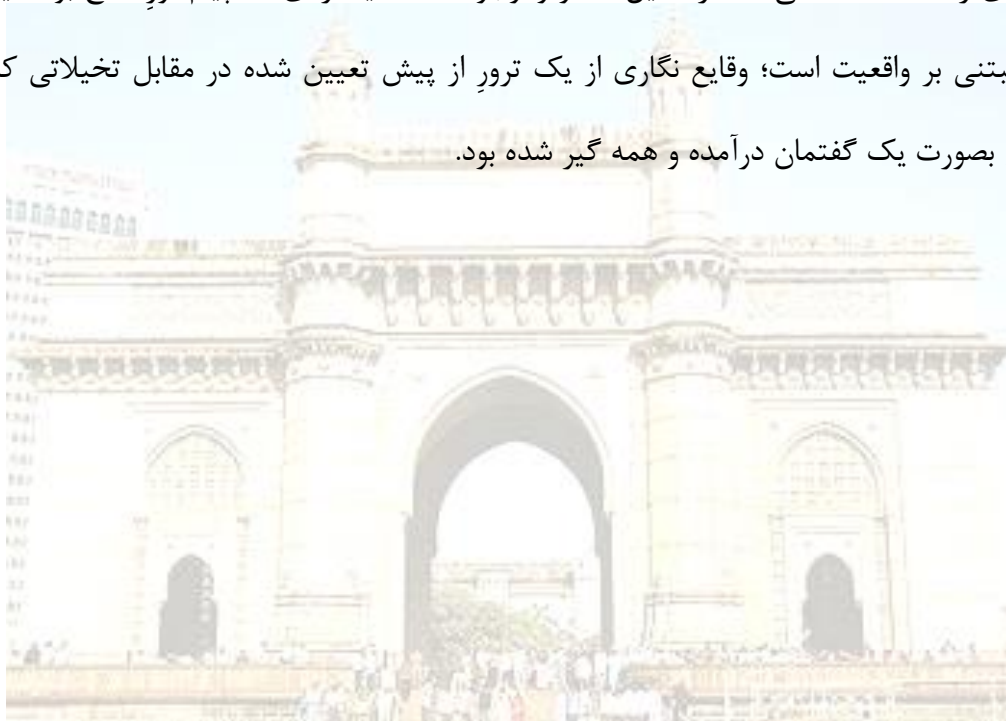 بتنی بر واقعیت است؛ وقایع نگاری از یک ترورِ از پیش تعیین شده در مقابل تخیلاتی ک
بصورت یک گفتمان درآمده و همه گیر شده بود.